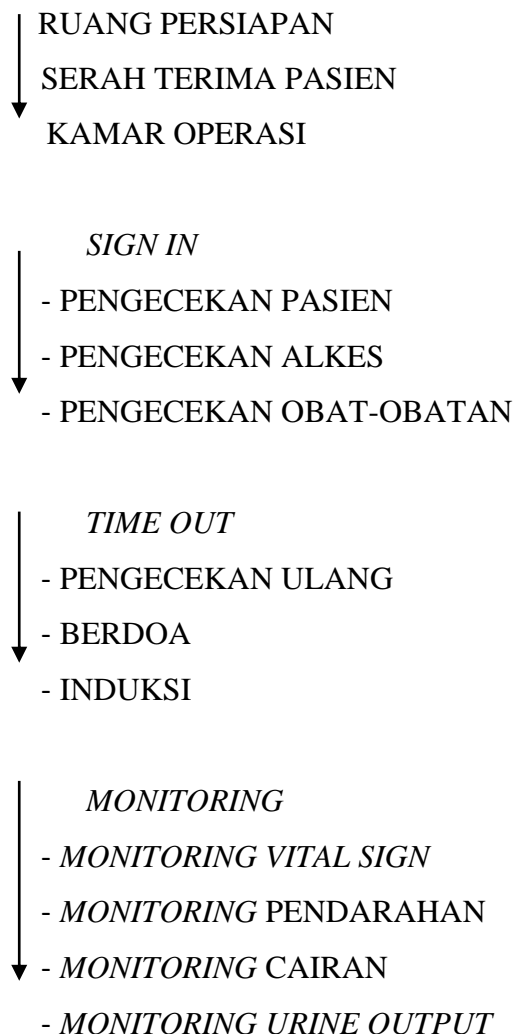 RUANG PERSIAPAN
SERAH TERIMA PASIEN
KAMAR OPERASI
SIGN IN
- PENGECEKAN PASIEN
- PENGECEKAN ALKES
- PENGECEKAN OBAT-OBATAN
TIME OUT
- PENGECEKAN ULANG
- BERDOA
- INDUKSI
MONITORING
- MONITORING VITAL SIGN
- MONITORING PENDARAHAN
- MONITORING CAIRAN
- MONITORING URINE OUTPUT